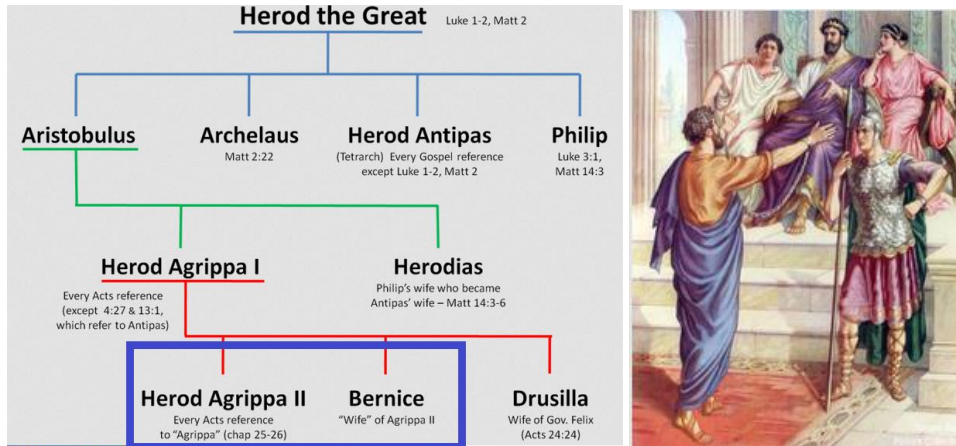 Herod the Great
Luke 1-2, Matt 2
Aristobulus
Archelaus
Matt 2:22
Herod Antipas
(Tetrarch) Every Gospel reference
except Luke 1-2, Matt 2
Philip
Luke 3:1,
Matt 14:3
Herod Agrippa I
Every Acts reference
(except 4:27 & 13:1,
which refer to Antipas)
Herodias
Philip's wife who became
Antipas' wife – Matt 14:3-6
Herod Agrippa II
Every Acts reference
to "Agrippa" (chap 25-26)
Bernice
"Wife" of Agrippa II
Drusilla
Wife of Gov. Felix
(Acts 24:24)